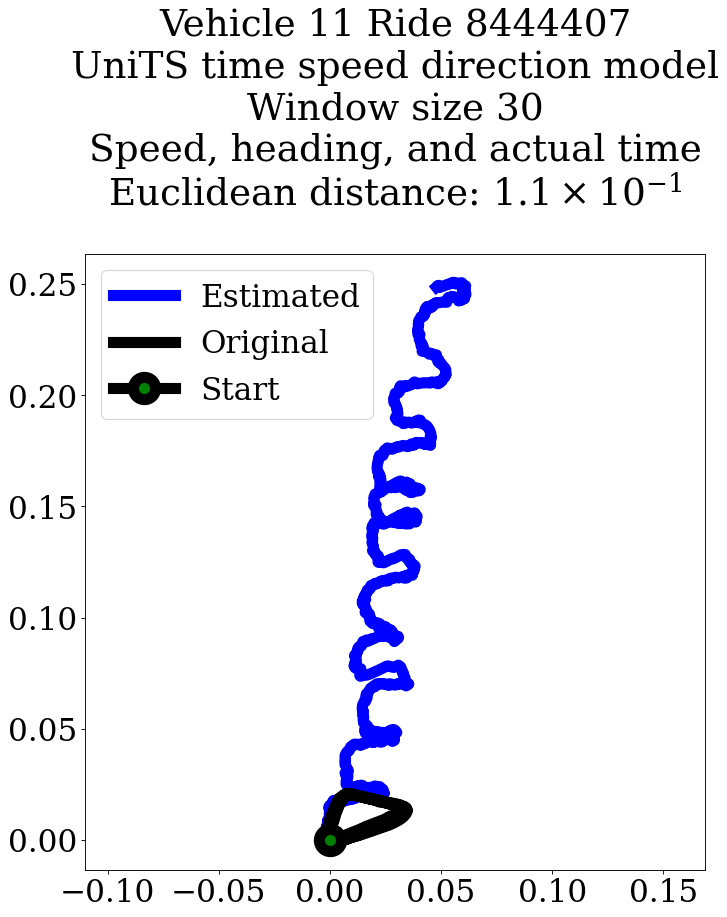 Vehicle 11 Ride 8444407
UniTS time speed direction model
Window size 30
Speed, heading, and actual time
Euclidean distance: 1.1 × 10⁻¹
Estimated
Original
Start
0.25
0.20
0.15
0.10
0.05
0.00
−0.10 −0.05 0.00 0.05 0.10 0.15